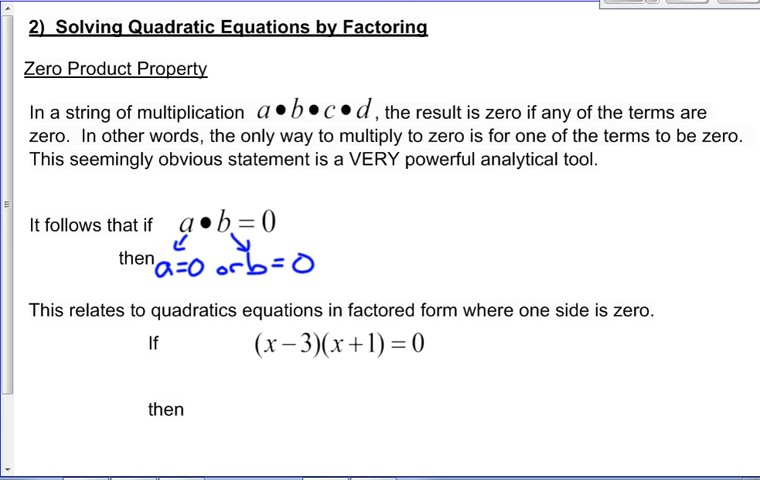 2) Solving Quadratic Equations by Factoring
Zero Product Property
In a string of multiplication a•b•c•d, the result is zero if any of the terms are
zero. In other words, the only way to multiply to zero is for one of the terms to be zero.
This seemingly obvious statement is a VERY powerful analytical tool.
It follows that if a•b=0
then a=0 or b=0
This relates to quadratics equations in factored form where one side is zero.
If (x−3)(x+1)=0
then